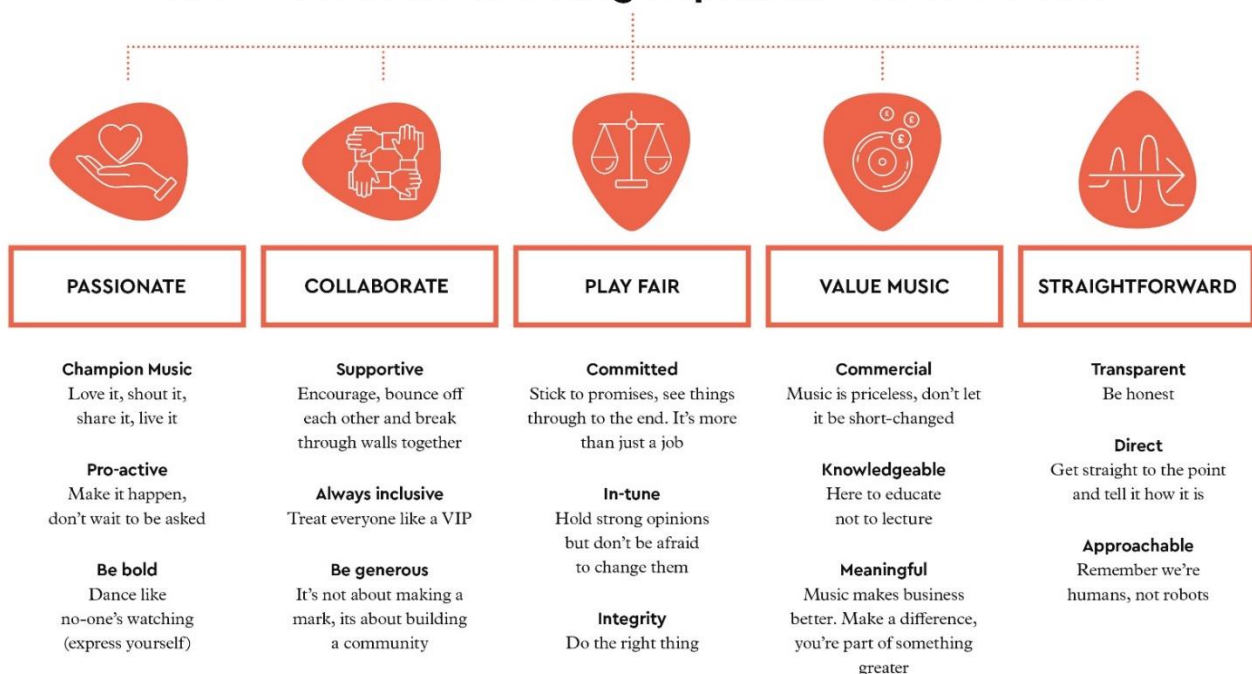 PASSIONATE
Champion Music
Love it, shout it,
share it, live it
Pro-active
Make it happen,
don't wait to be asked
Be bold
Dance like
no-one's watching
(express yourself)
COLLABORATE
Supportive
Encourage, bounce off
each other and break
through walls together
Always inclusive
Treat everyone like a VIP
Be generous
It's not about making a
mark, its about building
a community
PLAY FAIR
Committed
Stick to promises, see things
through to the end. It's more
than just a job
In-tune
Hold strong opinions
but don't be afraid
to change them
Integrity
Do the right thing
£
£
£
VALUE MUSIC
Commercial
Music is priceless, don't let
it be short-changed
Knowledgeable
Here to educate
not to lecture
Meaningful
Music makes business
better. Make a difference,
you're part of something
greater
STRAIGHTFORWARD
Transparent
Be honest
Direct
Get straight to the point
and tell it how it is
Approachable
Remember we're
humans, not robots